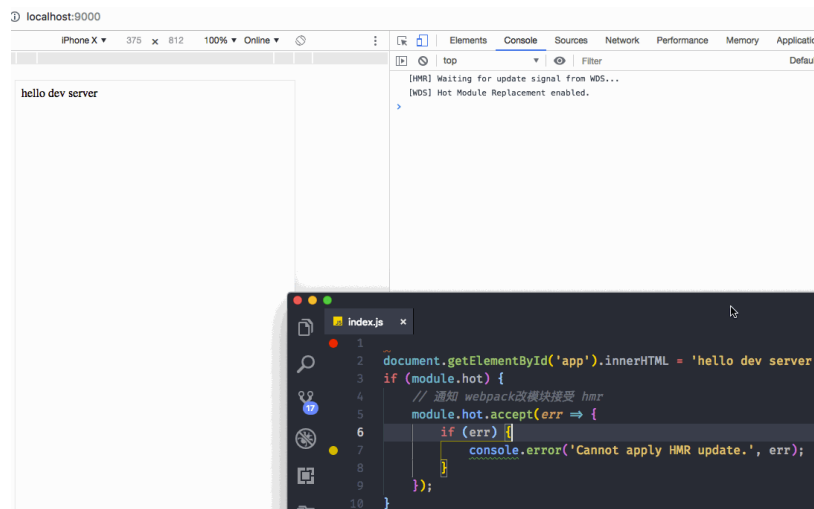 localhost:9000
iPhone X ▼ 375 x 812 100% ▼ Online ▼
Elements Console Sources Network Performance Memory
top ▼ Filter
[HMR] Waiting for update signal from WDS...
[WDS] Hot Module Replacement enabled.
>
hello dev server
index.js ×
1
2 document.getElementById('app').innerHTML = 'hello dev server
3 if (module.hot) {
4 // 通知 webpack改模块接受 hmr
5 module.hot.accept(err ⇒ {
6 if (err) {
17
7 console.error('Cannot apply HMR update.', err);
8 }
9 });
10 }